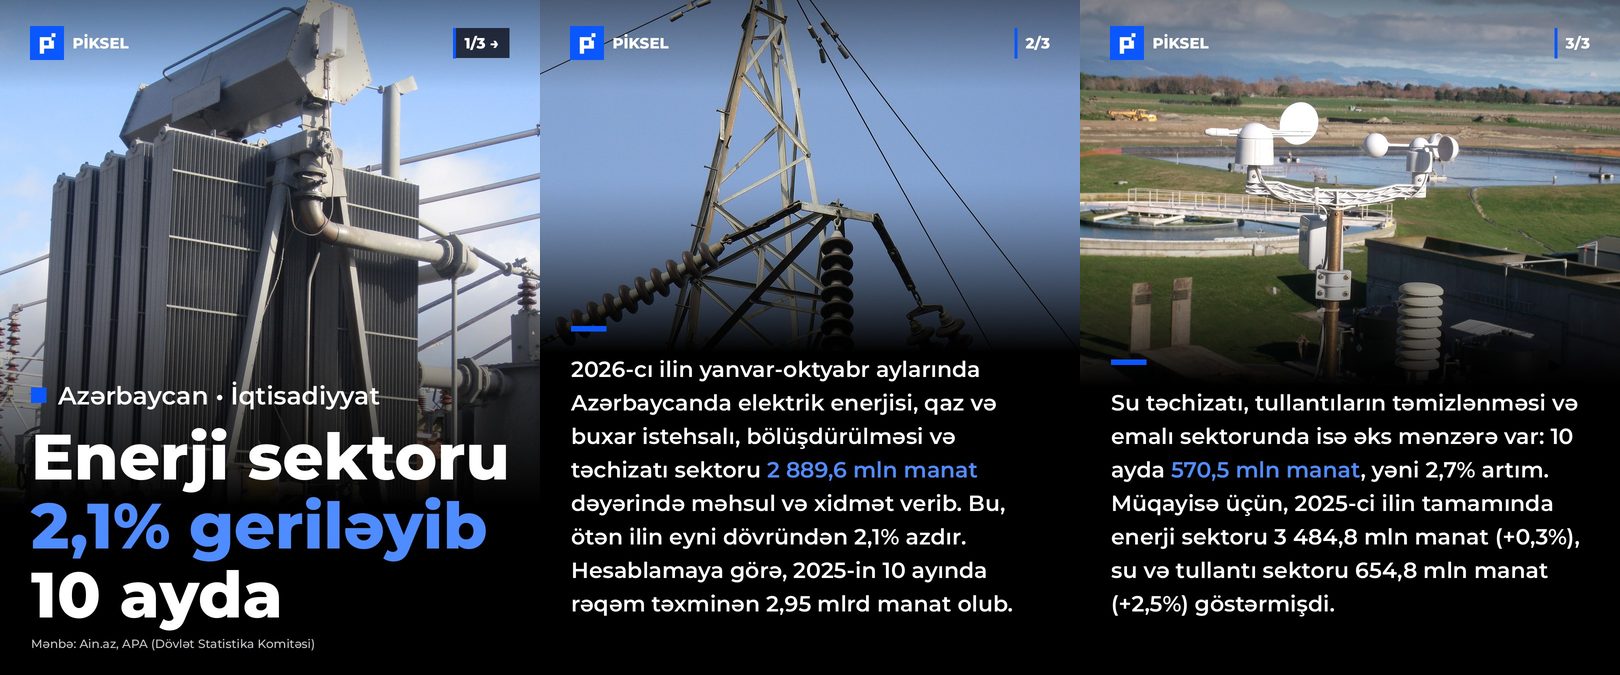 PİKSEL
1/3 →
Azərbaycan • İqtisadiyyat
Enerji sektoru
2,1% geriləyib
10 ayda
Mənbə: Ain.az, APA (Dövlət Statistika Komitəsi)
PİKSEL
2/3
2026-cı ilin yanvar-oktyabr aylarında
Azərbaycanda elektrik enerjisi, qaz və
buxar istehsalı, bölüşdürülməsi və
təchizatı sektoru 2 889,6 mln manat
dəyərində məhsul və xidmət verib. Bu,
ötən ilin eyni dövründən 2,1% azdır.
Hesablamaya görə, 2025-in 10 ayında
rəqəm təxminən 2,95 mlrd manat olub.
PİKSEL
3/3
Su təchizatı, tullantıların təmizlənməsi və
emalı sektorunda isə əks mənzərə var: 10
ayda 570,5 mln manat, yəni 2,7% artım.
Müqayisə üçün, 2025-ci ilin tamamında
enerji sektoru 3 484,8 mln manat (+0,3%),
su və tullantı sektoru 654,8 mln manat
(+2,5%) göstərmişdi.